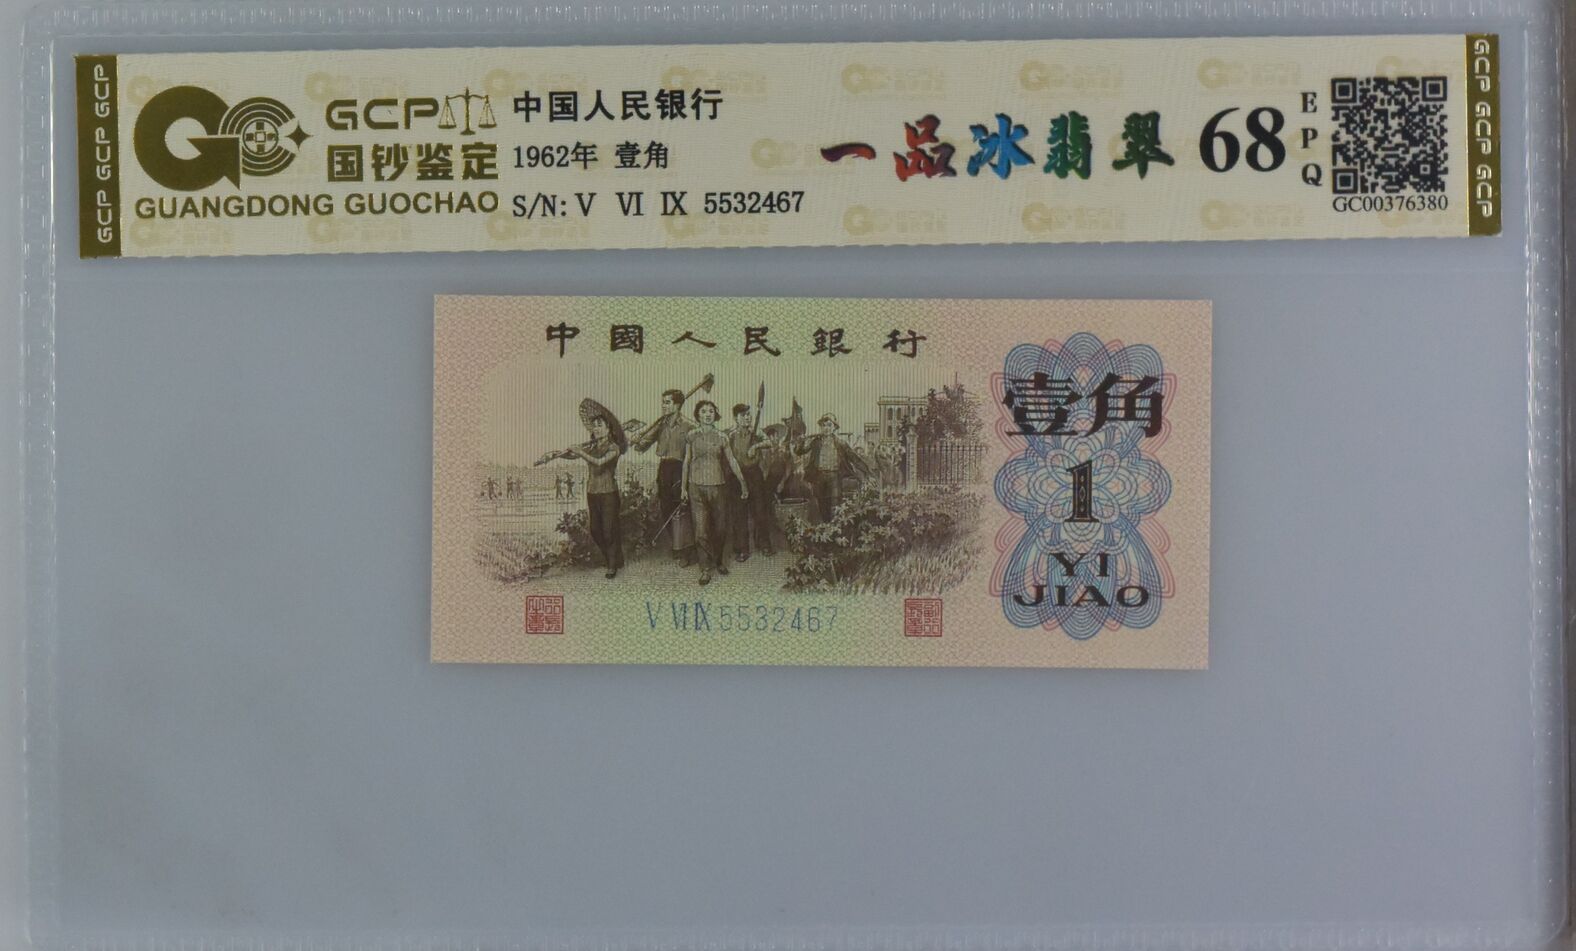 GCP GCP GCP
GCP
国钞鉴定
GUANGDONG GUOCHAO
中国人民银行
1962年 壹角
S/N: V VI IX 5532467
一品冰翡翠
68
EPQ
GC00376380
GCP GCP GCP
中國人民銀行
壹角
1
YI
JIAO
V VI IX 5532467